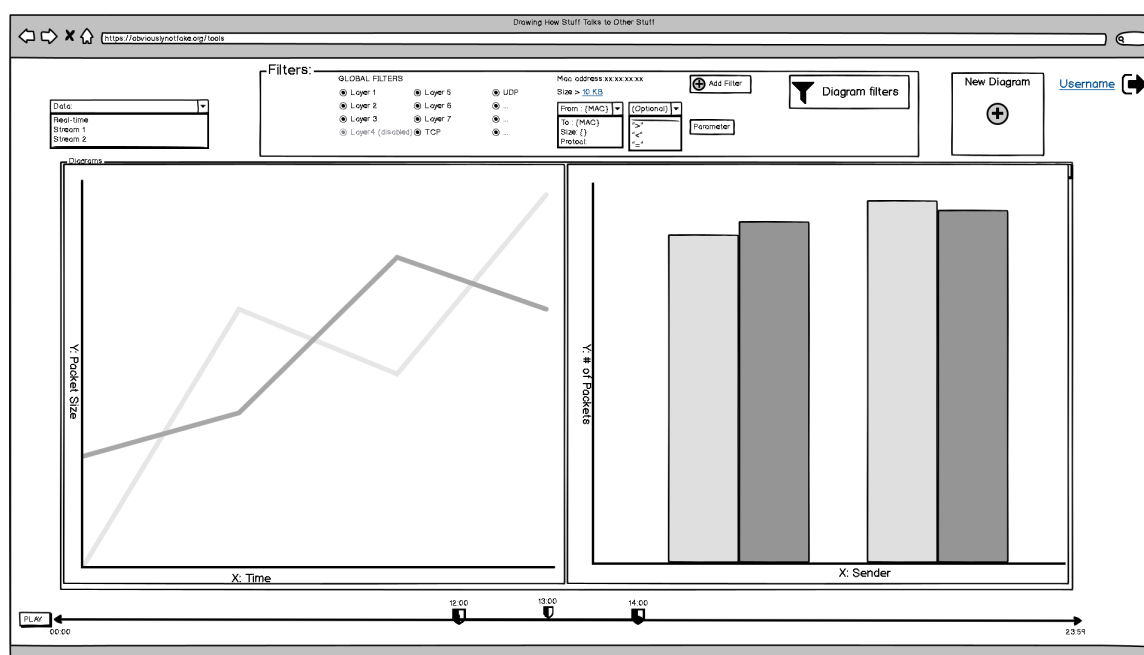 Drawing How Stuff Talks to Other Stuff
https://obviouslynotfake.org/tools
Data:
Real-time
Stream 1
Stream 2
Filters:
GLOBAL FILTERS
Layer 1
Layer 2
Layer 3
Layer4 (disabled)
Layer 5
Layer 6
Layer 7
TCP
UDP
...
...
...
Mac address:xx:xx:xx:xx
Size > 10 KB
From : {MAC}
To : {MAC}
Size: {}
Protocol:
(Optional)
">"
"<"
"="
Add Filter
Parameter
Diagram filters
New Diagram
Username
Diagrams
Y: Packet Size
X: Time
Y: # of Packets
X: Sender
PLAY
00:00
12:00
13:00
14:00
23:59